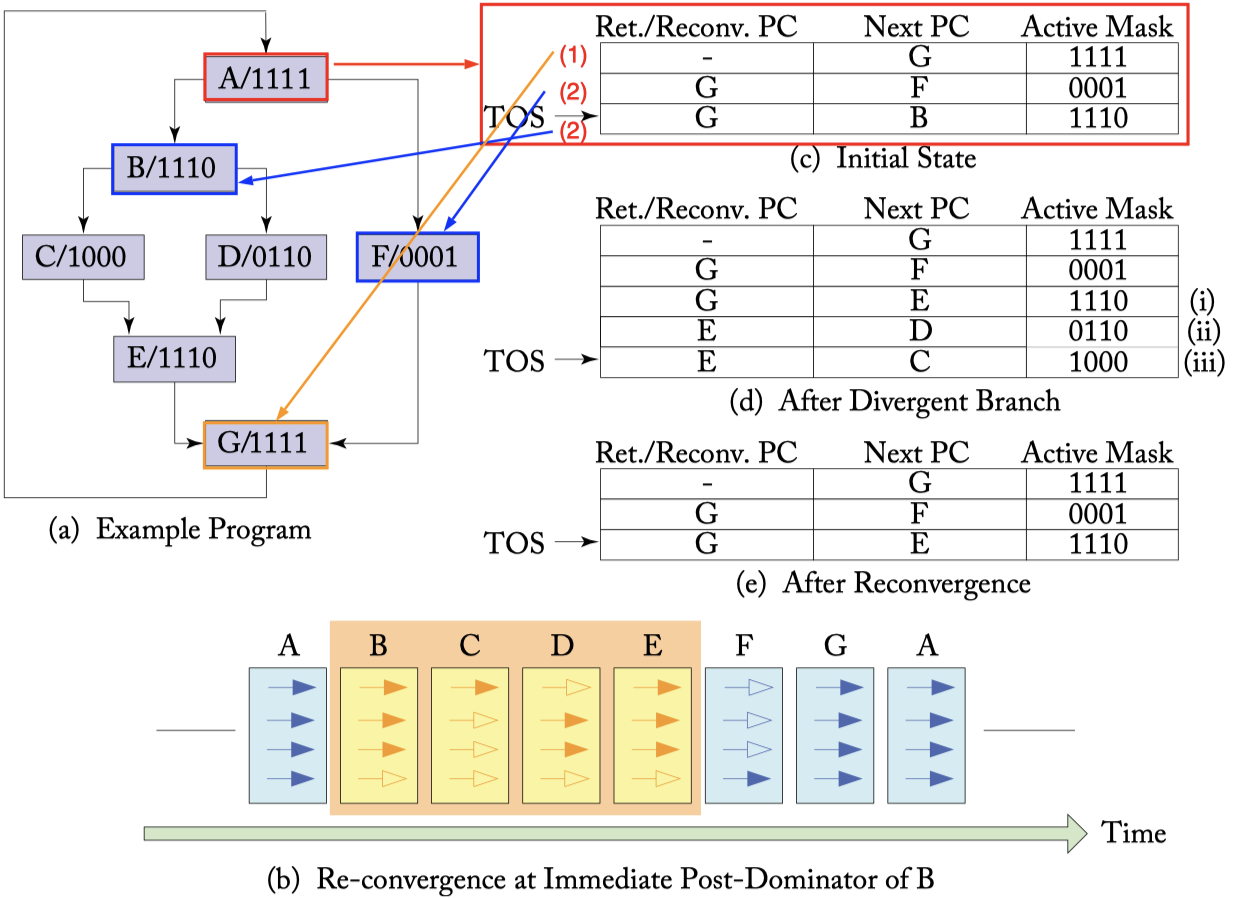 A/1111
B/1110
C/1000
D/0110
F/0001
E/1110
G/1111
(a) Example Program
Ret./Reconv. PC Next PC Active Mask
(1) - G 1111
(2) G F 0001
TOS G B 1110
(2)
(c) Initial State
Ret./Reconv. PC Next PC Active Mask
- G 1111
G F 0001
G E 1110 (i)
E D 0110 (ii)
TOS E C 1000 (iii)
(d) After Divergent Branch
Ret./Reconv. PC Next PC Active Mask
- G 1111
G F 0001
TOS G E 1110
(e) After Reconvergence
A B C D E F G A
Time
(b) Re-convergence at Immediate Post-Dominator of B